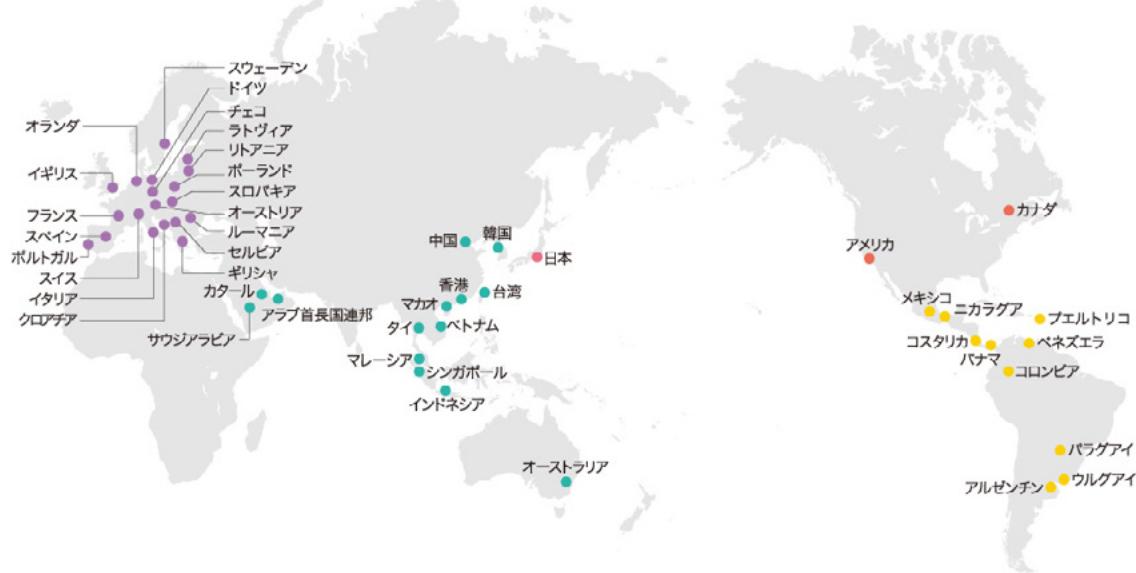 スウェーデン
ドイツ
チェコ
オランダ
ラトヴィア
リトアニア
イギリス
ポーランド
スロバキア
フランス
オーストリア
スペイン
ルーマニア
ポルトガル
セルビア
スイス
ギリシャ
イタリア
カタール
クロアチア
アラブ首長国連邦
サウジアラビア
中国
韓国
日本
香港
台湾
マカオ
タイ
ベトナム
マレーシア
シンガポール
インドネシア
オーストラリア
カナダ
アメリカ
メキシコ
ニカラグア
プエルトリコ
コスタリカ
パナマ
ベネズエラ
コロンビア
パラグアイ
ウルグアイ
アルゼンチン